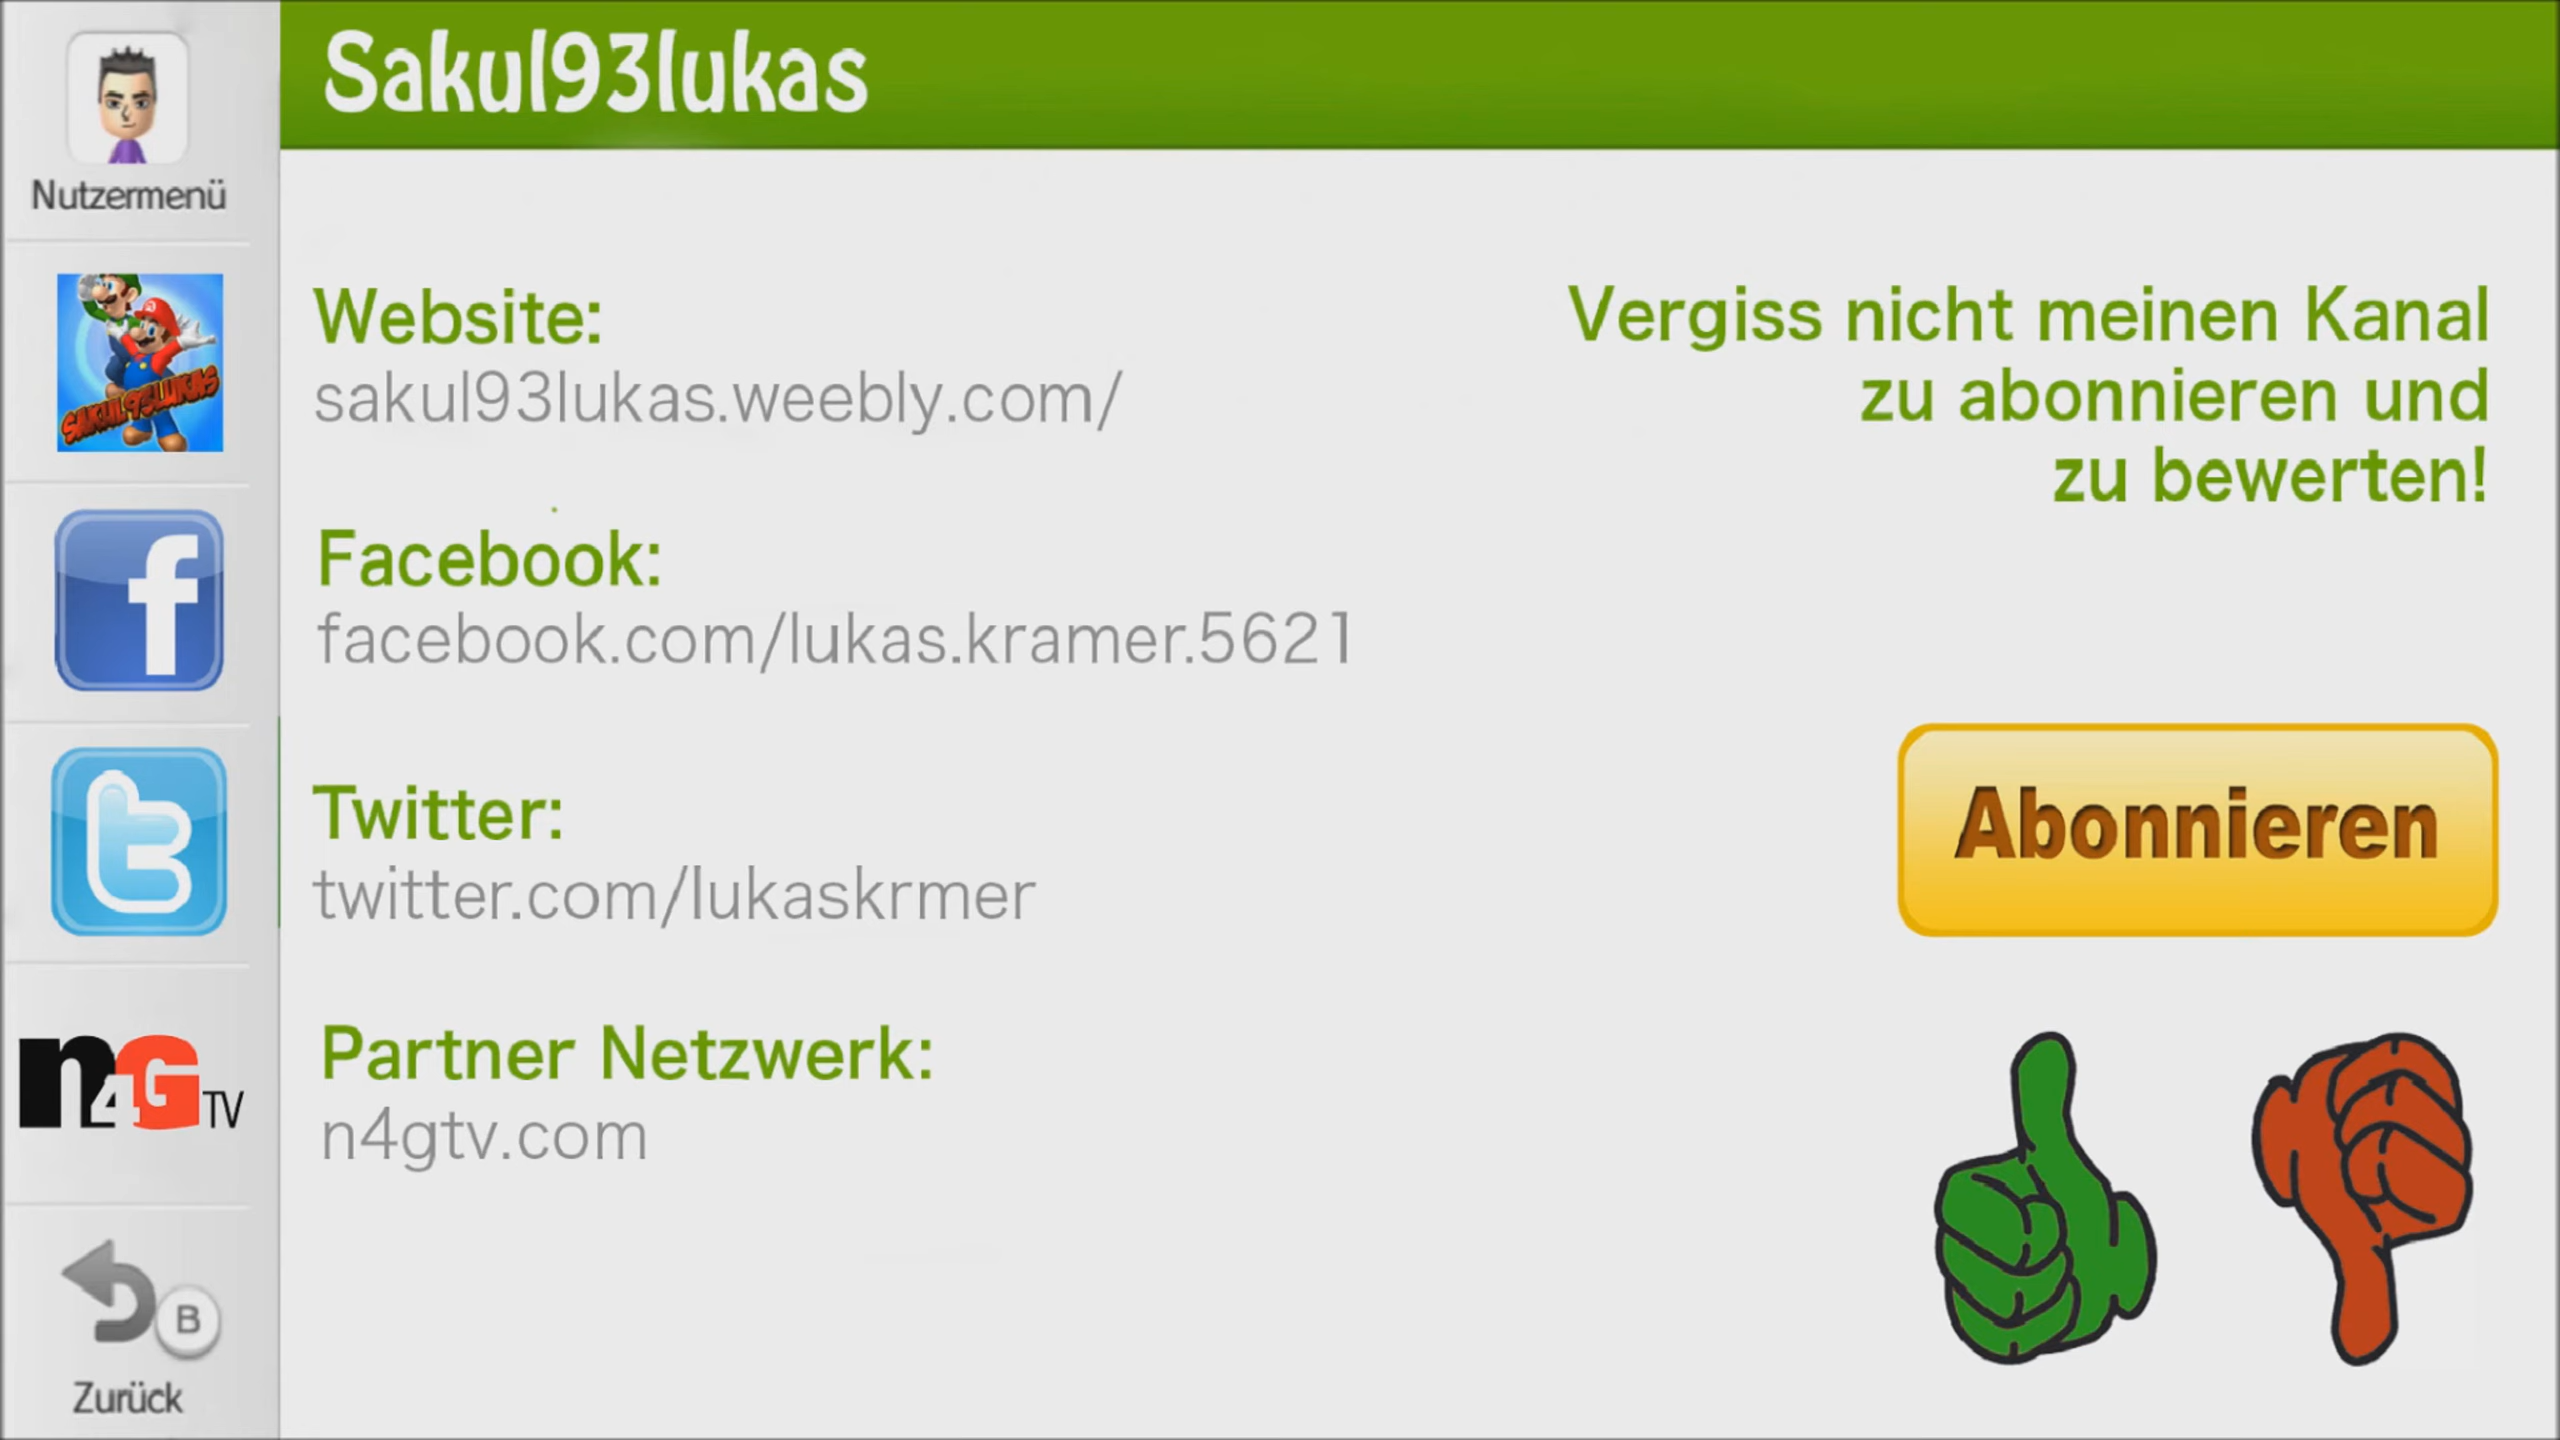 Sakul93lukas
Nutzermenü
SAKUL93LUKAS
Website:
sakul93lukas.weebly.com/
Vergiss nicht meinen Kanal
zu abonnieren und
zu bewerten!
f
Facebook:
facebook.com/lukas.kramer.5621
t
Twitter:
twitter.com/lukaskrmer
Abonnieren
n4G TV
Partner Netzwerk:
n4gtv.com
B
Zurück